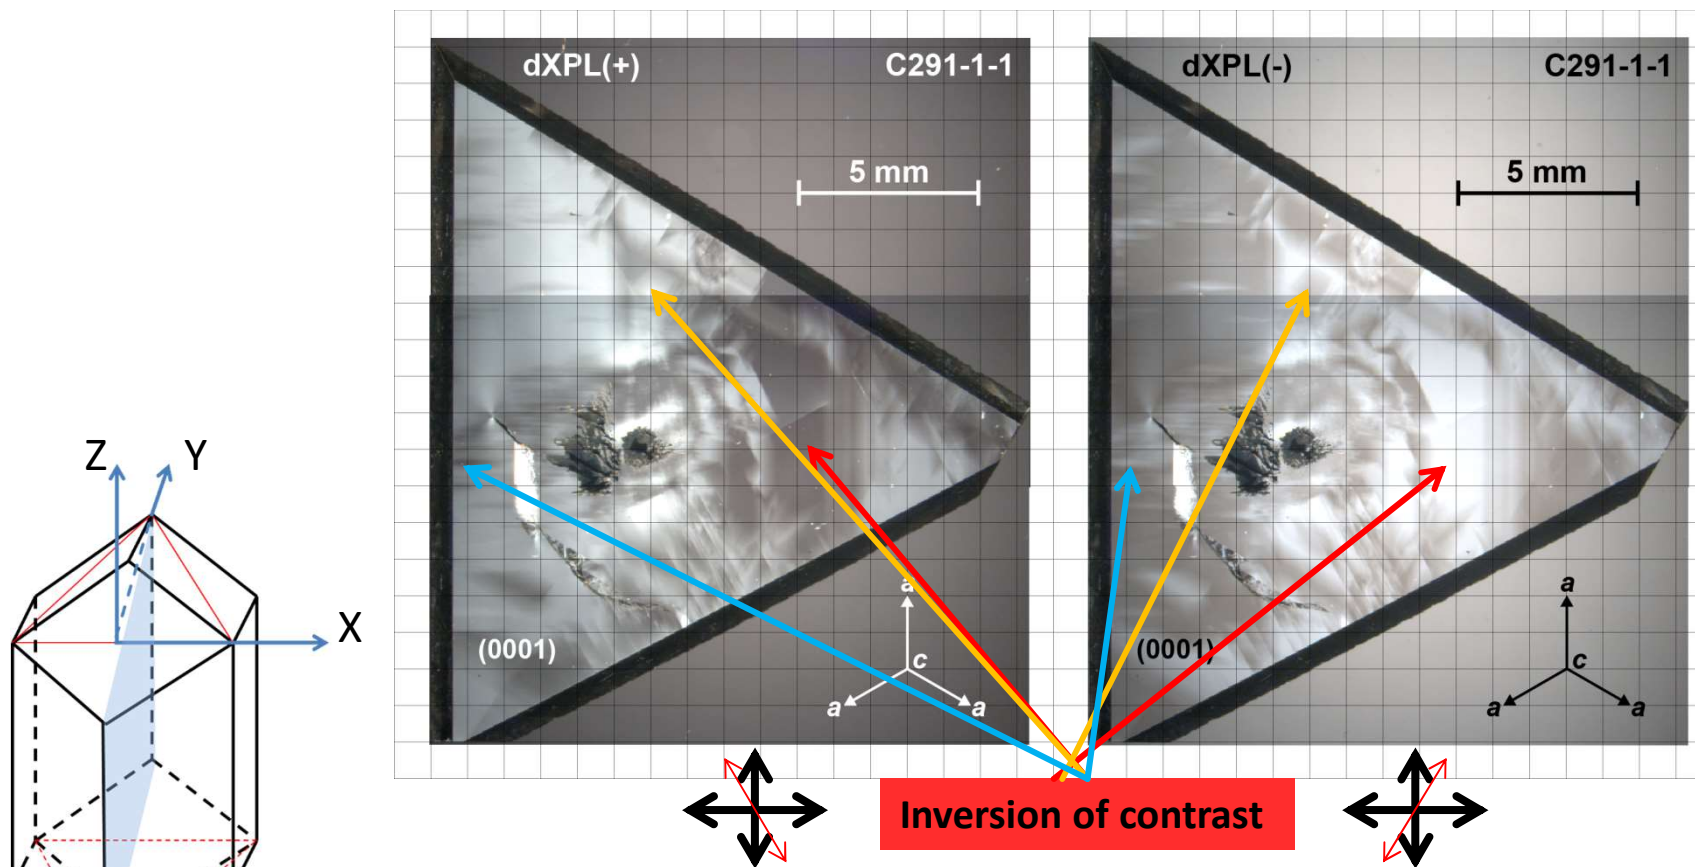 dXPL(+)
C291-1-1
5 mm
dXPL(-)
C291-1-1
5 mm
Z
Y
X
(0001)
a
c
a
a
(0001)
a
c
a
a
Inversion of contrast